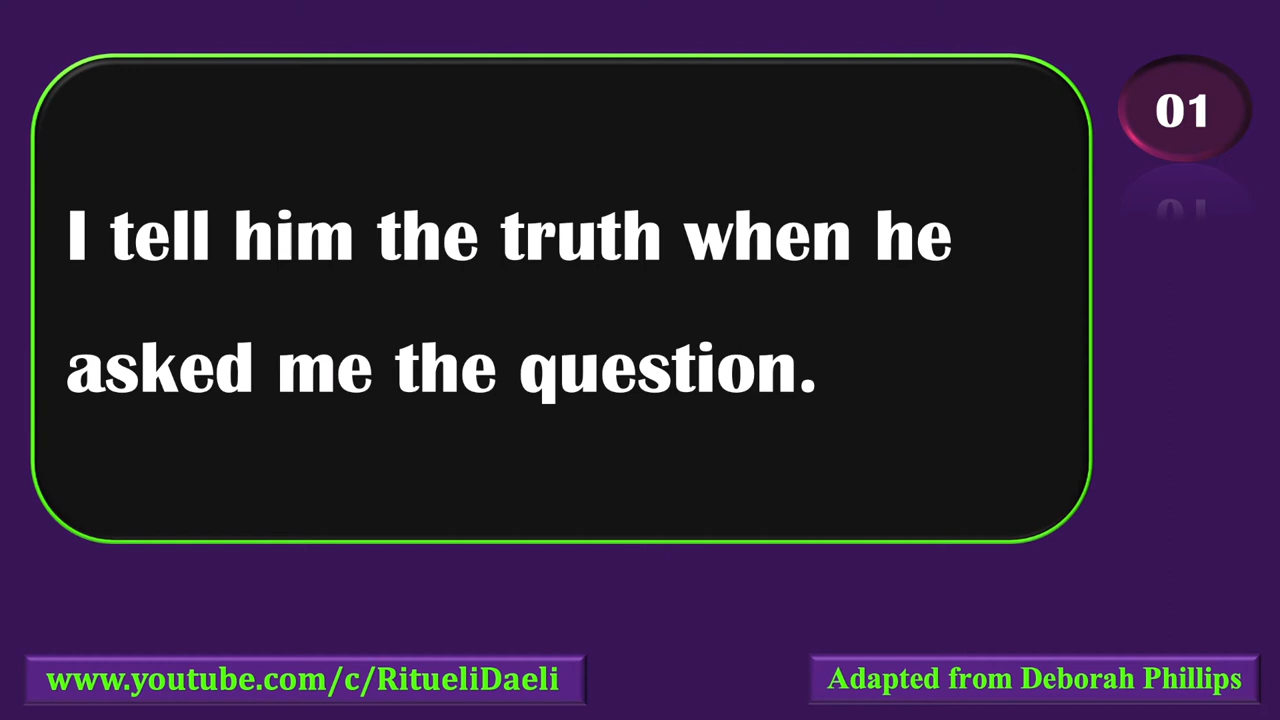 01
I tell him the truth when he
asked me the question.
www.youtube.com/c/RitueliDaeli
Adapted from Deborah Phillips